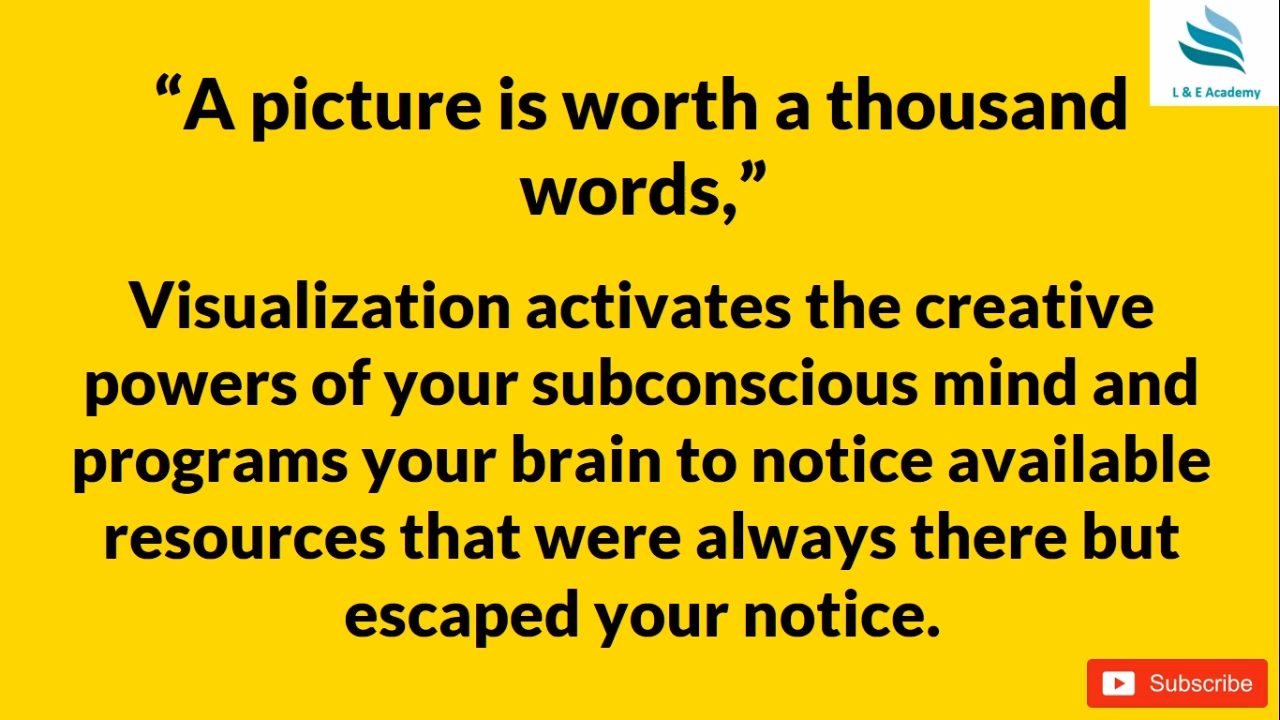 “A picture is worth a thousand
words,”
Visualization activates the creative
powers of your subconscious mind and
programs your brain to notice available
resources that were always there but
escaped your notice.
L & E Academy
Subscribe